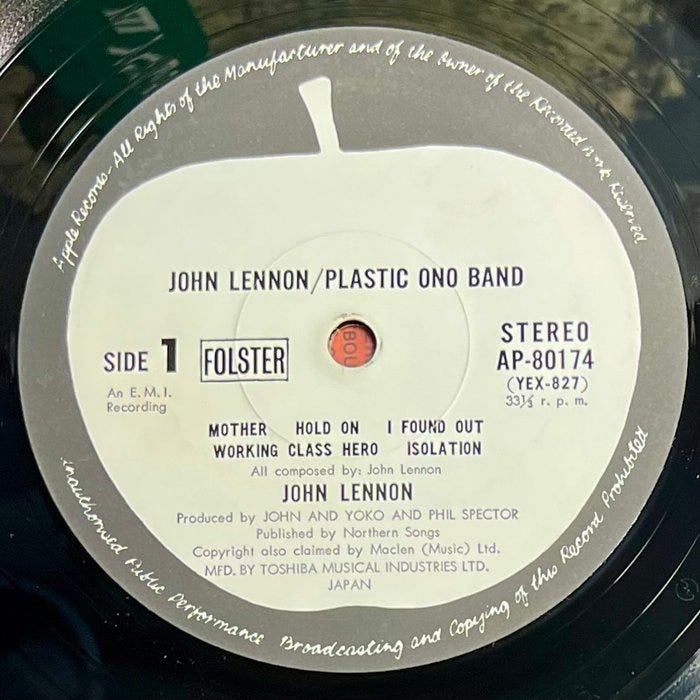 Apple Records-All Rights of the Manufacturer and of the Owner of the Recorded Work Reserved
JOHN LENNON/PLASTIC ONO BAND
SIDE 1 FOLSTER
STEREO
AP-80174
(YEX-827)
33⅓ r. p. m.
An E. M. I.
Recording
MOTHER HOLD ON I FOUND OUT
WORKING CLASS HERO ISOLATION
All composed by: John Lennon
JOHN LENNON
Produced by JOHN AND YOKO AND PHIL SPECTOR
Published by Northern Songs
Copyright also claimed by Maclen (Music) Ltd.
MFD. BY TOSHIBA MUSICAL INDUSTRIES LTD.
JAPAN
Unauthorised Public Performance Broadcasting and Copying of this Record Prohibited